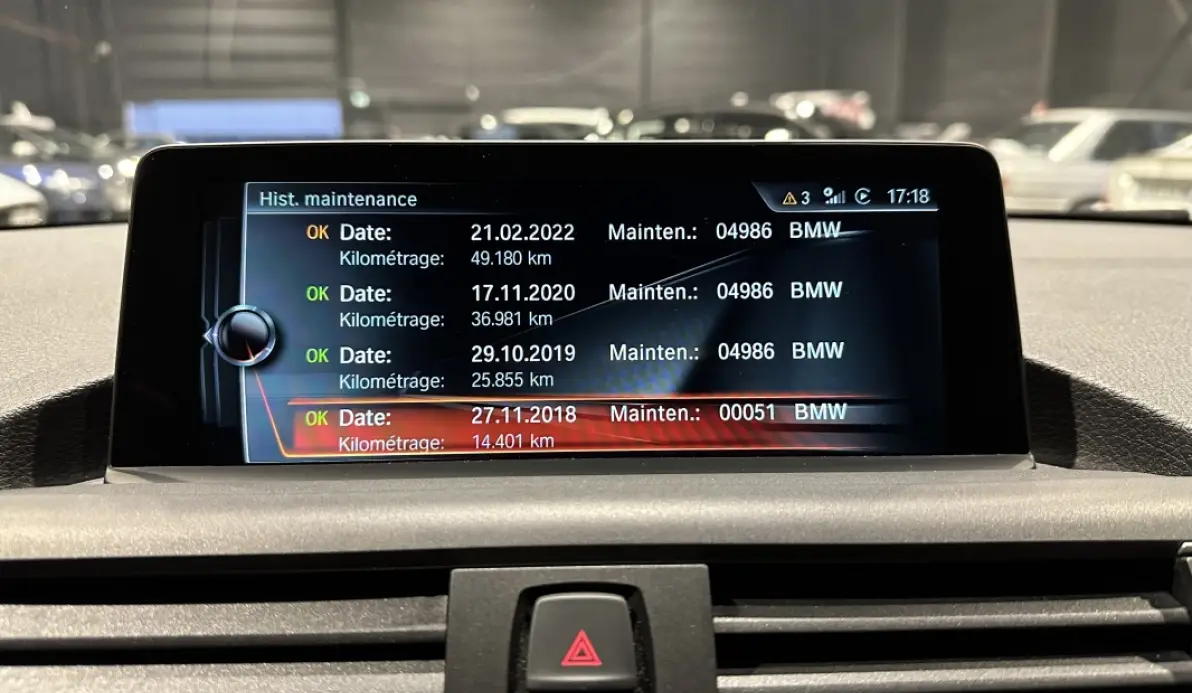 Hist. maintenance 3 17:18
OK Date: 21.02.2022 Mainten.: 04986 BMW
Kilométrage: 49.180 km
OK Date: 17.11.2020 Mainten.: 04986 BMW
Kilométrage: 36.981 km
OK Date: 29.10.2019 Mainten.: 04986 BMW
Kilométrage: 25.855 km
OK Date: 27.11.2018 Mainten.: 00051 BMW
Kilométrage: 14.401 km